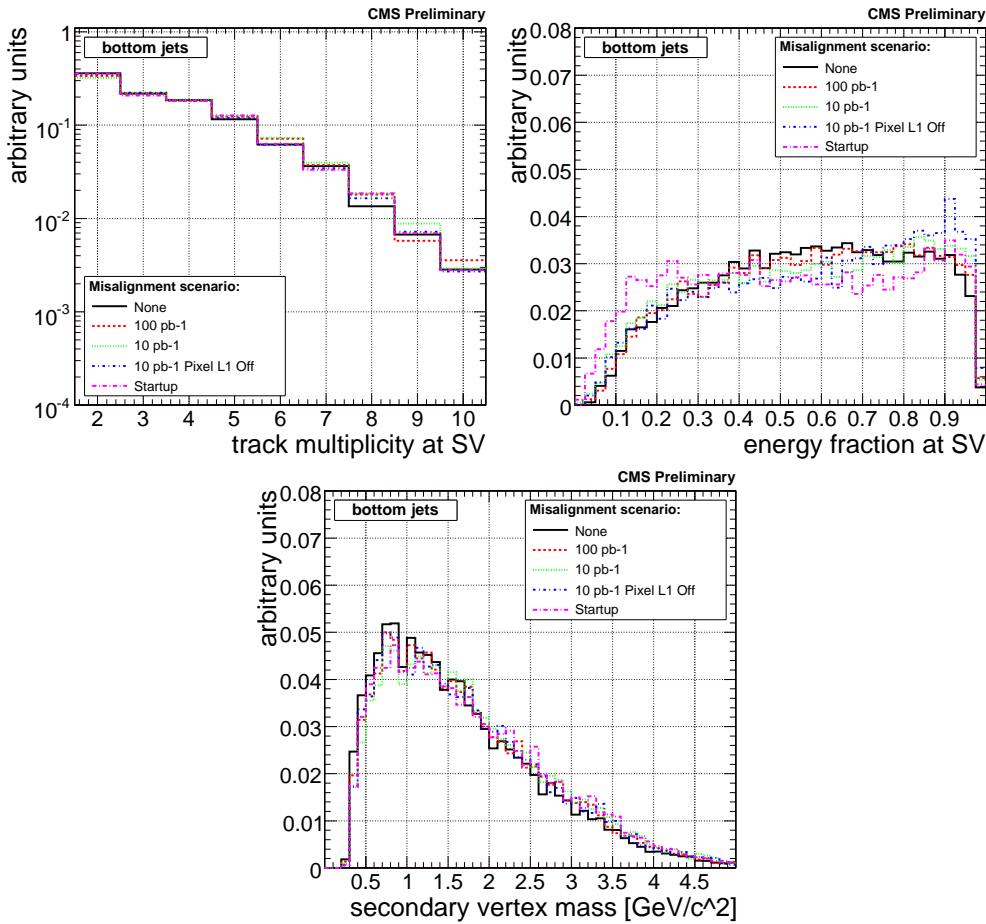 CMS Preliminary
arbitrary units
1
10^-1
10^-2
10^-3
10^-4
bottom jets
Misalignment scenario:
None
100 pb-1
10 pb-1
10 pb-1 Pixel L1 Off
Startup
2 3 4 5 6 7 8 9 10
track multiplicity at SV
CMS Preliminary
arbitrary units
0.08
0.07
0.06
0.05
0.04
0.03
0.02
0.01
0
bottom jets
Misalignment scenario:
None
100 pb-1
10 pb-1
10 pb-1 Pixel L1 Off
Startup
0.1 0.2 0.3 0.4 0.5 0.6 0.7 0.8 0.9
energy fraction at SV
CMS Preliminary
arbitrary units
0.08
0.07
0.06
0.05
0.04
0.03
0.02
0.01
0
bottom jets
Misalignment scenario:
None
100 pb-1
10 pb-1
10 pb-1 Pixel L1 Off
Startup
0.5 1 1.5 2 2.5 3 3.5 4 4.5
secondary vertex mass [GeV/c^2]